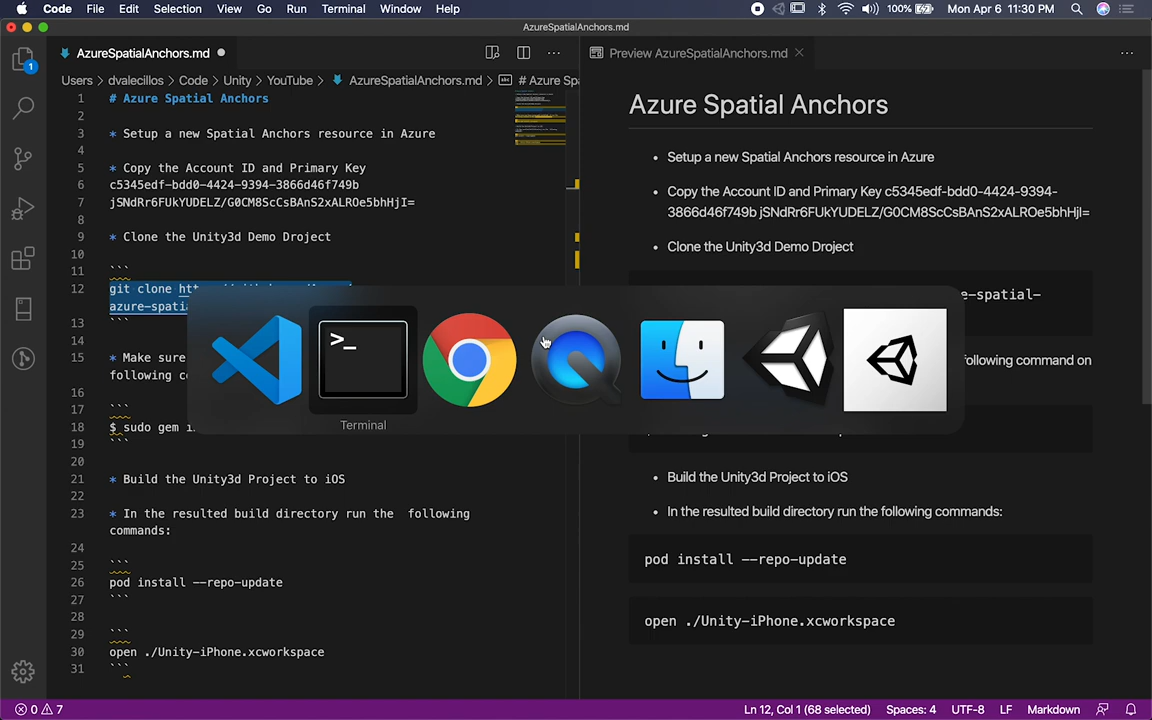 Code File Edit Selection View Go Run Terminal Window Help 100% Mon Apr 6 11:30 PM
AzureSpatialAnchors.md
AzureSpatialAnchors.md
Preview AzureSpatialAnchors.md
Users > dvalecillos > Code > Unity > YouTube > AzureSpatialAnchors.md > # Azure Spa
1 # Azure Spatial Anchors
2
3 * Setup a new Spatial Anchors resource in Azure
4
5 * Copy the Account ID and Primary Key
6 c5345edf-bdd0-4424-9394-3866d46f749b
7 jSNdRr6FUkYUDELZ/G0CM8ScCsBAnS2xALROe5bhHjI=
8
9 * Clone the Unity3d Demo Droject
10
11 ```
12 git clone
azure-spatia
13 ```
14
15 * Make sure
following co
16
17 ```
18 $ sudo gem i
19 ```
20
21 * Build the Unity3d Project to iOS
22
23 * In the resulted build directory run the following
commands:
24
25 ```
26 pod install --repo-update
27 ```
28
29 ```
30 open ./Unity-iPhone.xcworkspace
31 ```
Azure Spatial Anchors
• Setup a new Spatial Anchors resource in Azure
• Copy the Account ID and Primary Key c5345edf-bdd0-4424-9394-
3866d46f749b jSNdRr6FUkYUDELZ/G0CM8ScCsBAnS2xALROe5bhHjI=
• Clone the Unity3d Demo Droject
e-spatial-
following command on
• Build the Unity3d Project to iOS
• In the resulted build directory run the following commands:
pod install --repo-update
open ./Unity-iPhone.xcworkspace
>_
Terminal
1
0 7 Ln 12, Col 1 (68 selected) Spaces: 4 UTF-8 LF Markdown